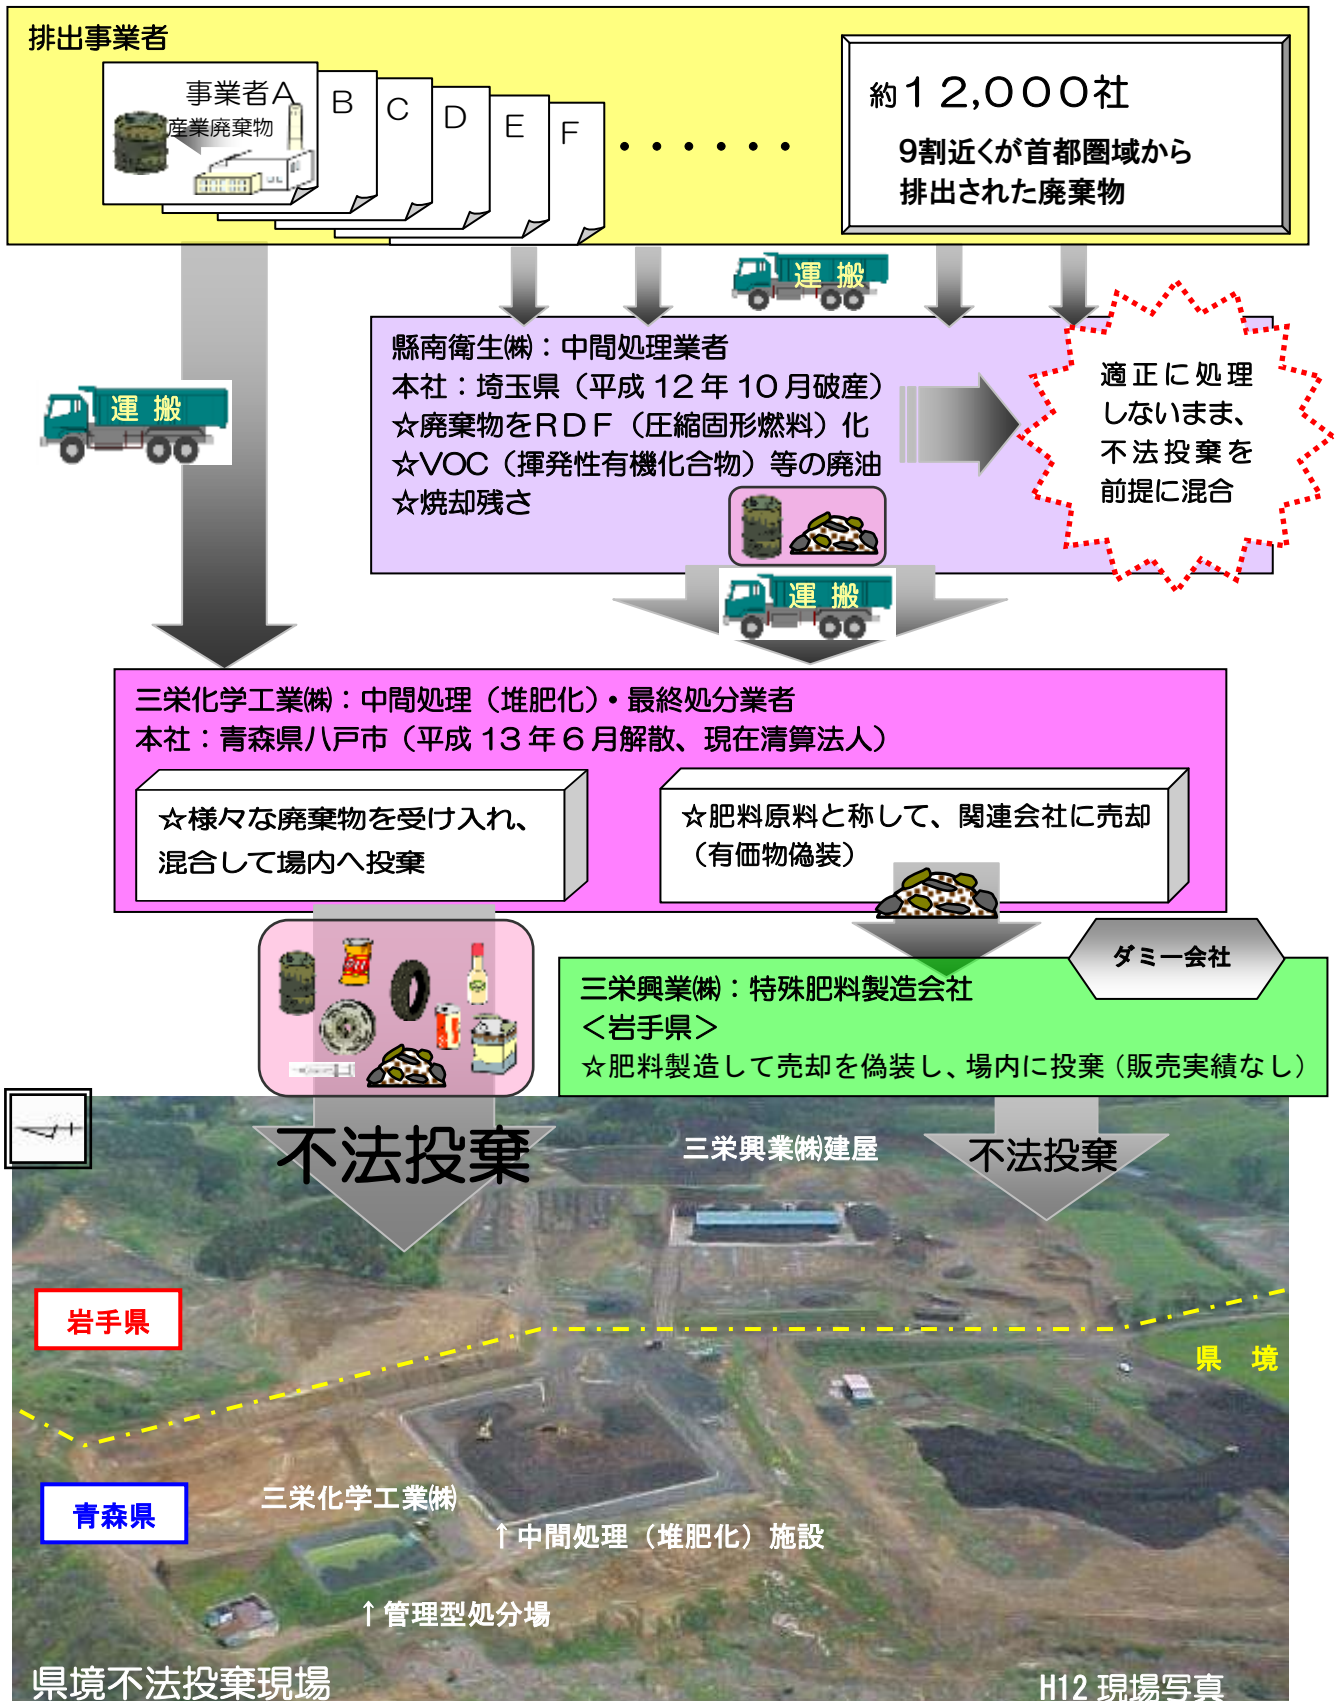 排出事業者
事業者A
産業廃棄物
B
C
D
E
F
・・・・・・
約12,000社
9割近くが首都圏域から
排出された廃棄物
運 搬
運 搬
縣南衛生㈱：中間処理業者
本社：埼玉県（平成12年10月破産）
☆廃棄物をRDF（圧縮固形燃料）化
☆VOC（揮発性有機化合物）等の廃油
☆焼却残さ
適正に処理
しないまま、
不法投棄を
前提に混合
運 搬
三栄化学工業㈱：中間処理（堆肥化）・最終処分業者
本社：青森県八戸市（平成13年6月解散、現在清算法人）
☆様々な廃棄物を受け入れ、
混合して場内へ投棄
☆肥料原料と称して、関連会社に売却
（有価物偽装）
ダミー会社
三栄興業㈱：特殊肥料製造会社
＜岩手県＞
☆肥料製造して売却を偽装し、場内に投棄（販売実績なし）
不法投棄
三栄興業㈱建屋
不法投棄
岩手県
県 境
青森県
三栄化学工業㈱
↑中間処理（堆肥化）施設
↑管理型処分場
県境不法投棄現場
H12 現場写真